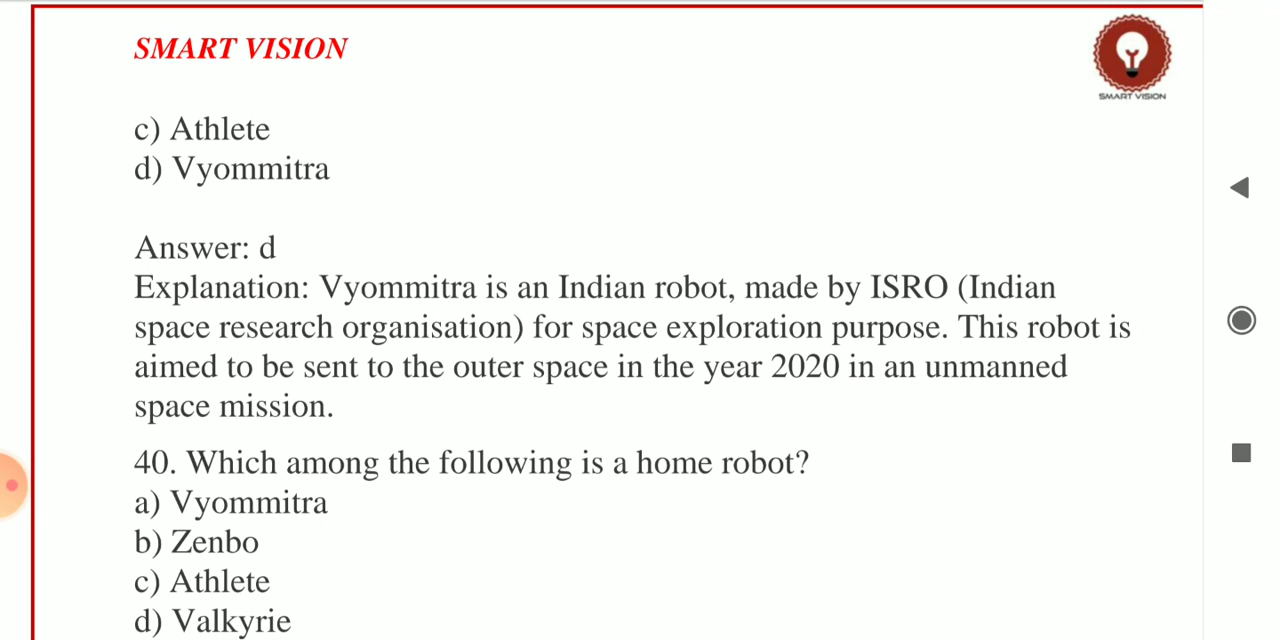 SMART VISION
SMART VISION
c) Athlete
d) Vyommitra
Answer: d
Explanation: Vyommitra is an Indian robot, made by ISRO (Indian
space research organisation) for space exploration purpose. This robot is
aimed to be sent to the outer space in the year 2020 in an unmanned
space mission.
40. Which among the following is a home robot?
a) Vyommitra
b) Zenbo
c) Athlete
d) Valkyrie